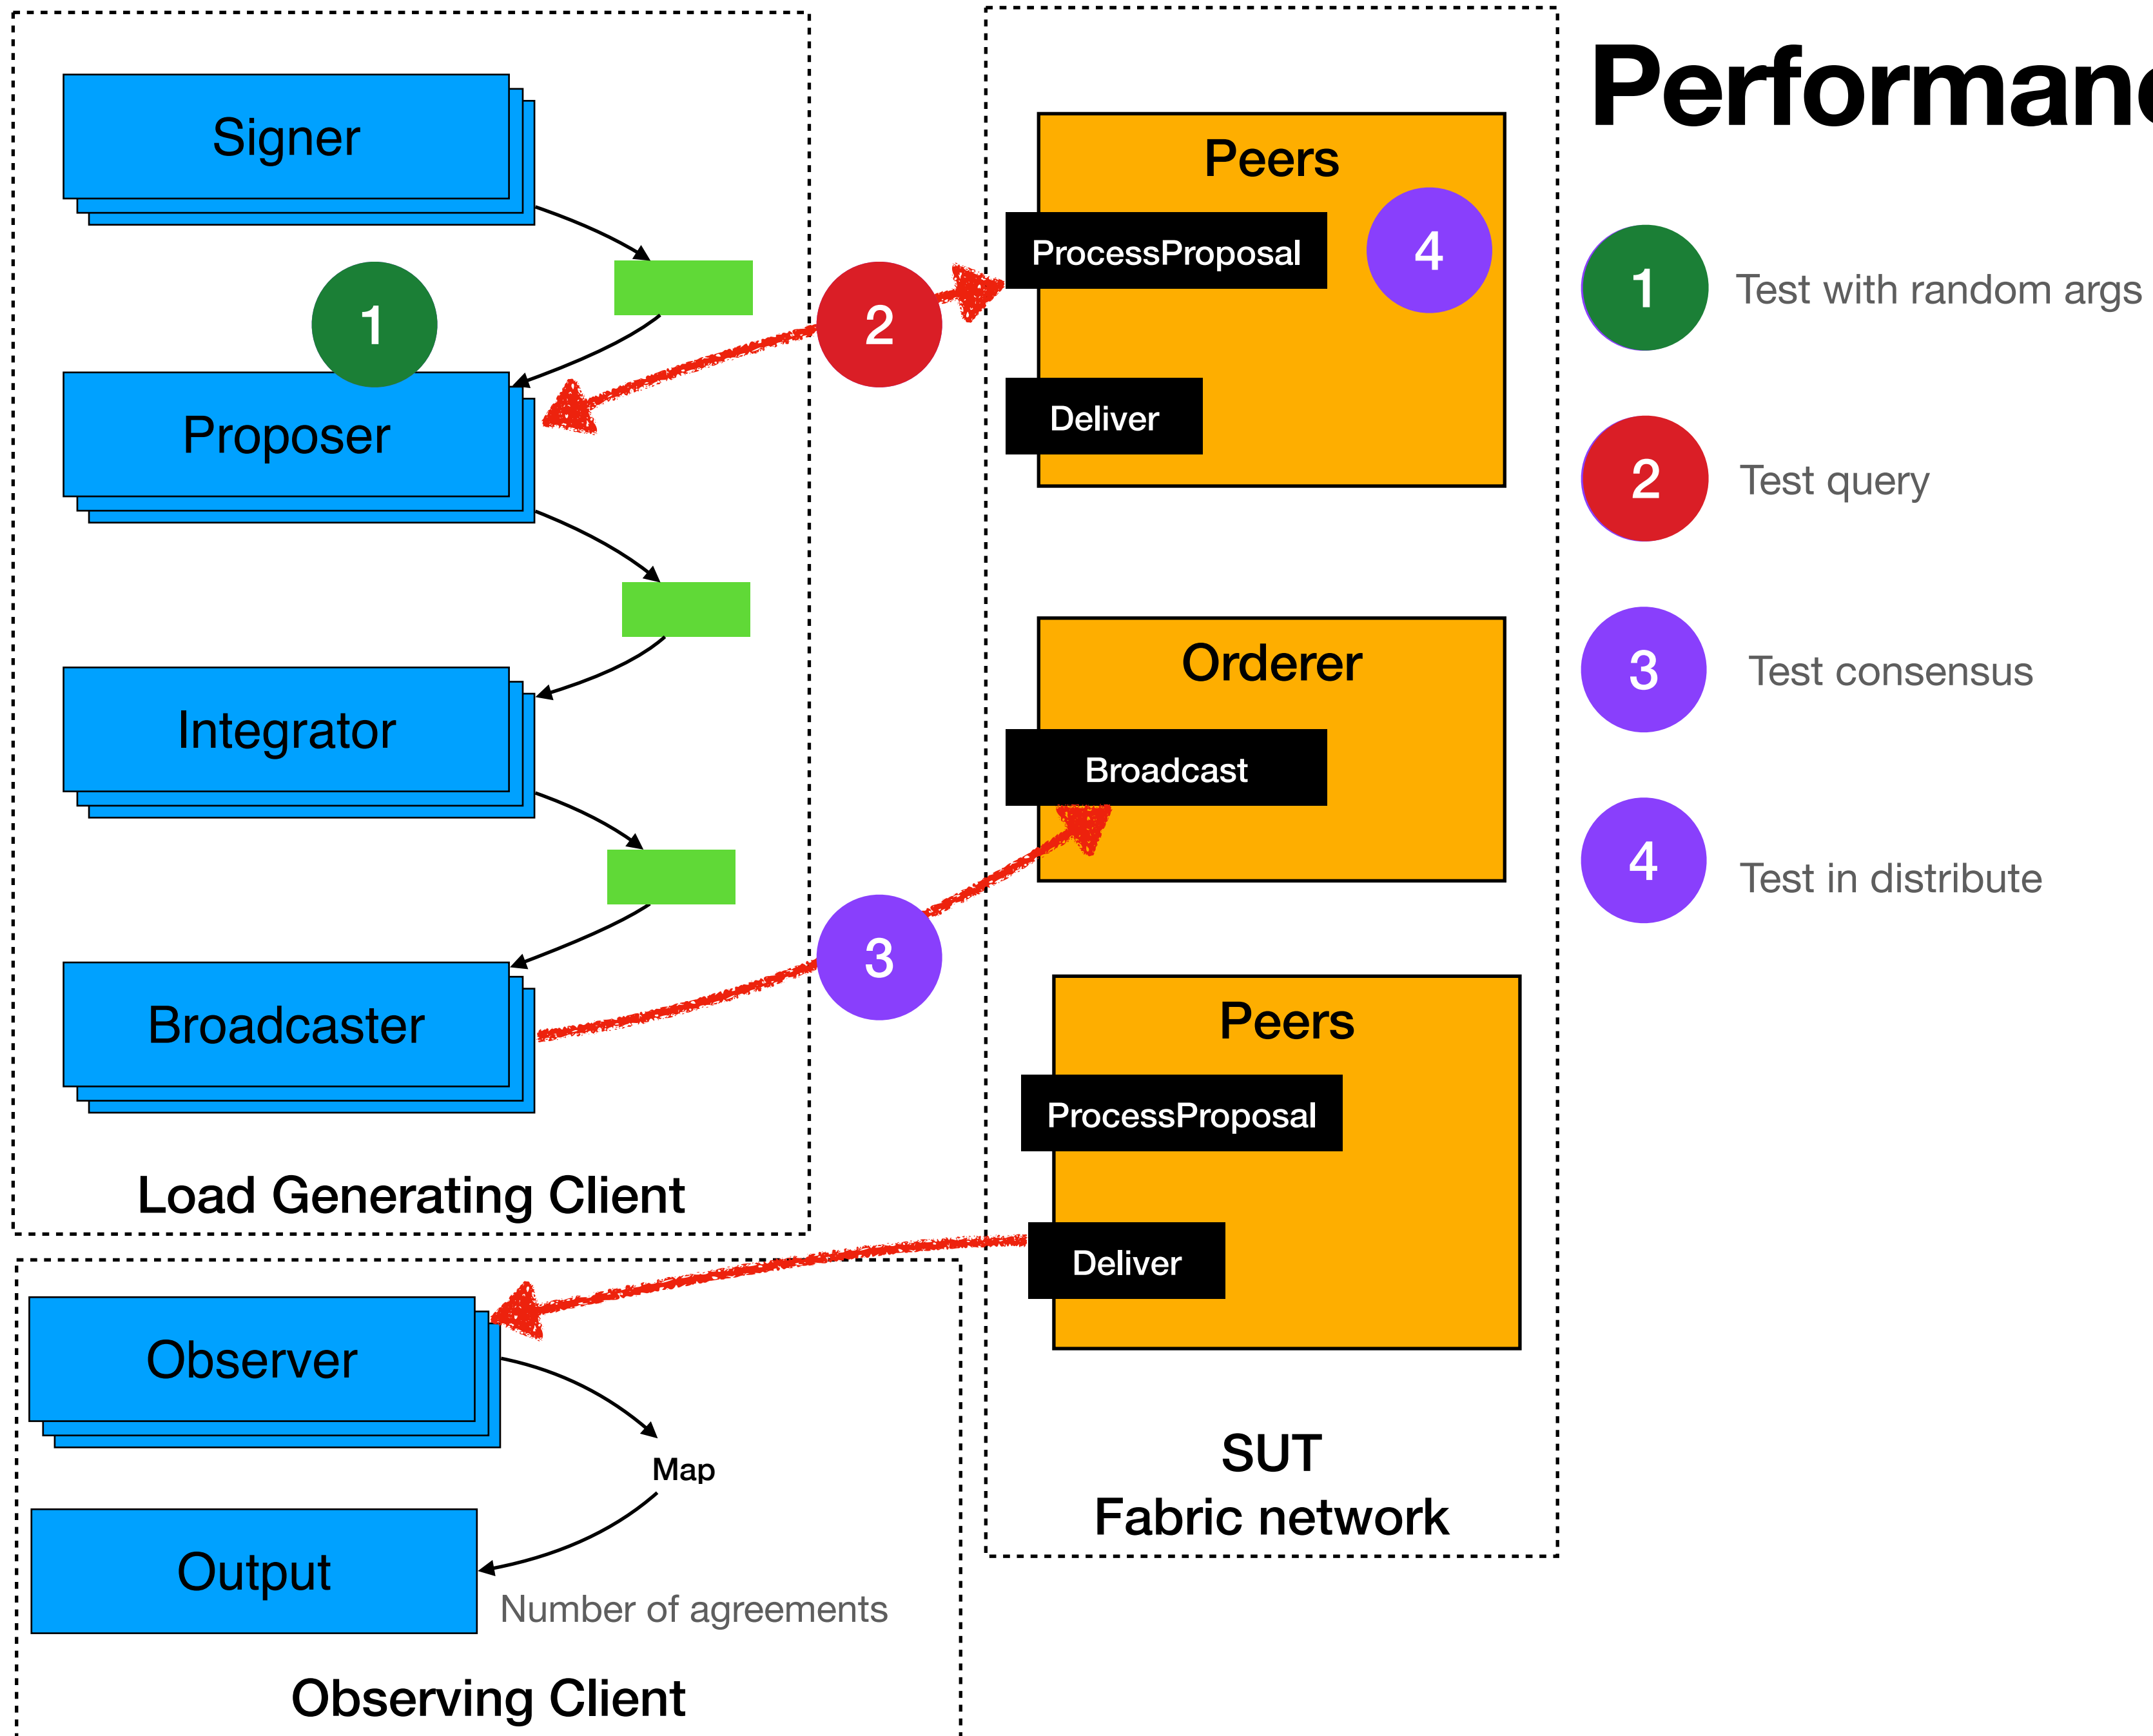 Signer
1
Proposer
Integrator
Broadcaster
Load Generating Client
2
3
Peers
ProcessProposal
4
Deliver
Orderer
Broadcast
Peers
ProcessProposal
Deliver
SUT
Fabric network
Observer
Map
Output
Number of agreements
Observing Client
1
Test with random args
2
Test query
3
Test consensus
4
Test in distribute